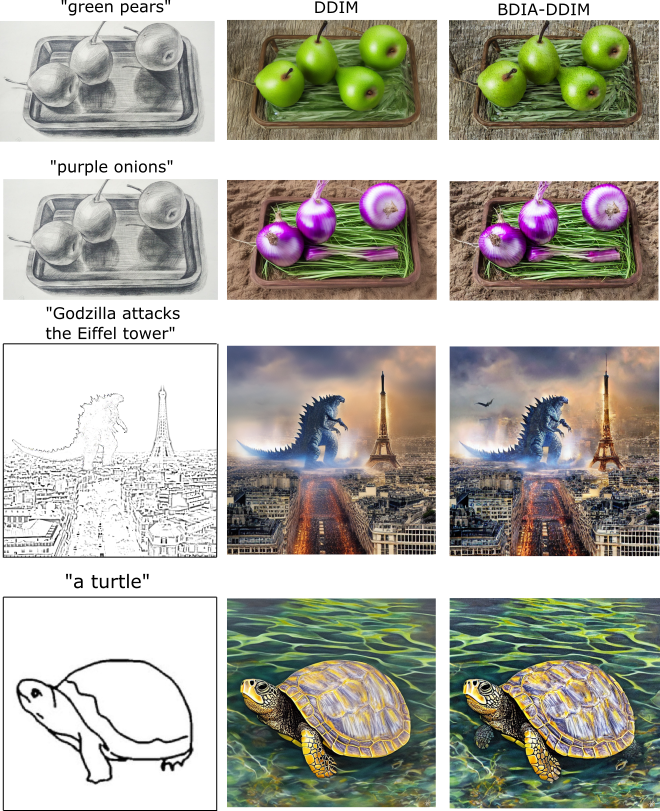 "green pears"
DDIM
BDIA-DDIM
"purple onions"
"Godzilla attacks
the Eiffel tower"
"a turtle"